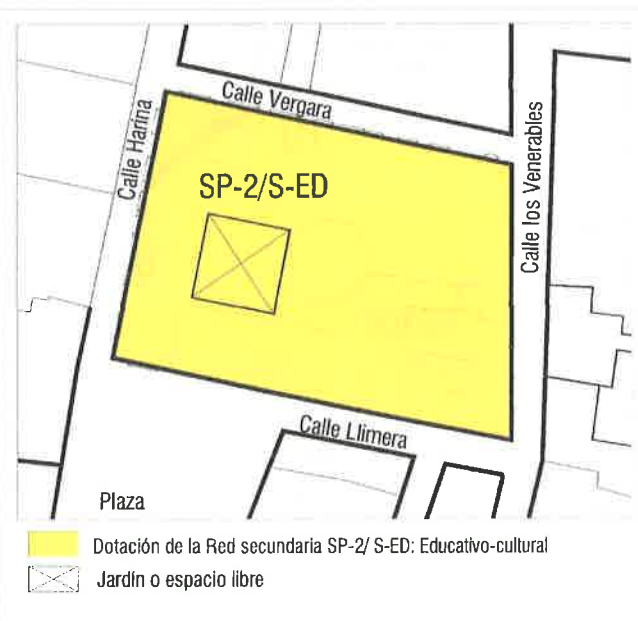 Calle Vergara
Calle Harina
Calle los Venerables
SP-2/S-ED
Calle Llimera
Plaza
Dotación de la Red secundaria SP-2/ S-ED: Educativo-cultural
Jardín o espacio libre